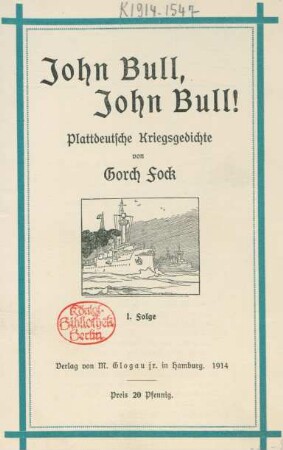 K1914.1547
John Bull,
John Bull!
Plattdeutsche Kriegsgedichte
von
Gorch Fock
Königl.
Bibliothek
Berlin
1. Folge
Verlag von M. Glogau jr. in Hamburg. 1914
Preis 20 Pfennig.